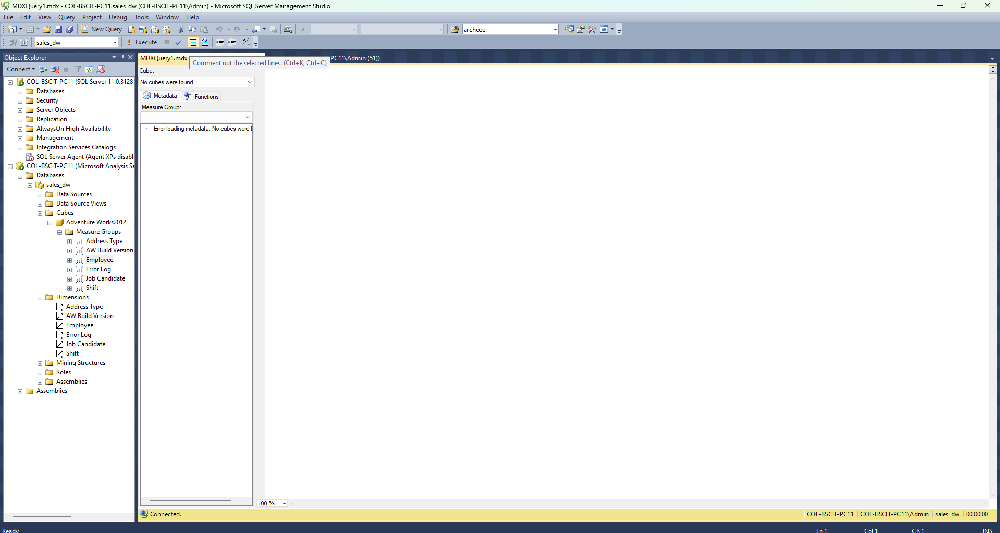 MDXQuery1.mdx - COL-BSCIT-PC11.sales_dw (COL-BSCIT-PC11\Admin) - Microsoft SQL Server Management Studio
File Edit View Query Project Debug Tools Window Help
New Query archeee
sales_dw Execute
Object Explorer
MDXQuery1.mdx PC11\Admin (51))
Comment out the selected lines. (Ctrl+K, Ctrl+C)
Connect
Cube:
No cubes were found.
Metadata Functions
Measure Group:
Error loading metadata: No cubes were f
COL-BSCIT-PC11 (SQL Server 11.0.3128
Databases
Security
Server Objects
Replication
AlwaysOn High Availability
Management
Integration Services Catalogs
SQL Server Agent (Agent XPs disabl
COL-BSCIT-PC11 (Microsoft Analysis Se
Databases
sales_dw
Data Sources
Data Source Views
Cubes
Adventure Works2012
Measure Groups
Address Type
AW Build Version
Employee
Error Log
Job Candidate
Shift
Dimensions
Address Type
AW Build Version
Employee
Error Log
Job Candidate
Shift
Mining Structures
Roles
Assemblies
Assemblies
100 %
Connected. COL-BSCIT-PC11 COL-BSCIT-PC11\Admin sales_dw 00:00:00
Ready Ln 1 Col 1 Ch 1 INS